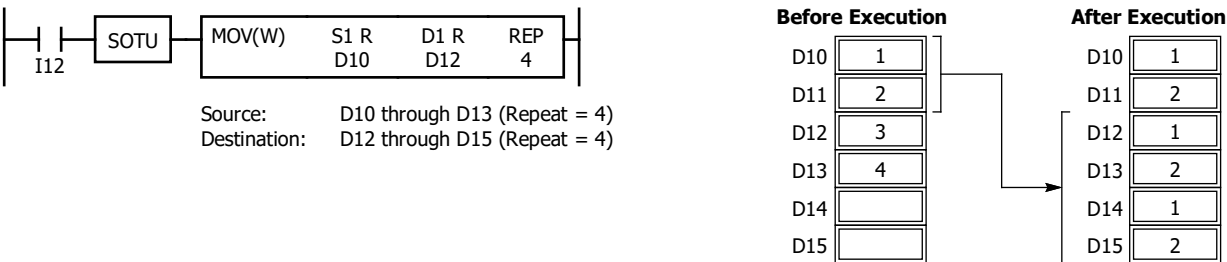 SOTU
MOV(W) S1 R D1 R REP
D10 D12 4
I12
Source: D10 through D13 (Repeat = 4)
Destination: D12 through D15 (Repeat = 4)
Before Execution
D10 1
D11 2
D12 3
D13 4
D14
D15
After Execution
D10 1
D11 2
D12 1
D13 2
D14 1
D15 2